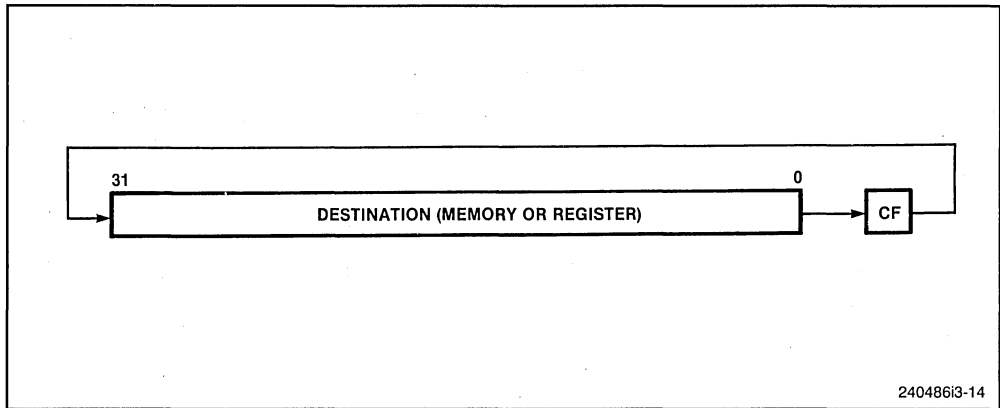 31 0
DESTINATION (MEMORY OR REGISTER) CF
240486i3-14